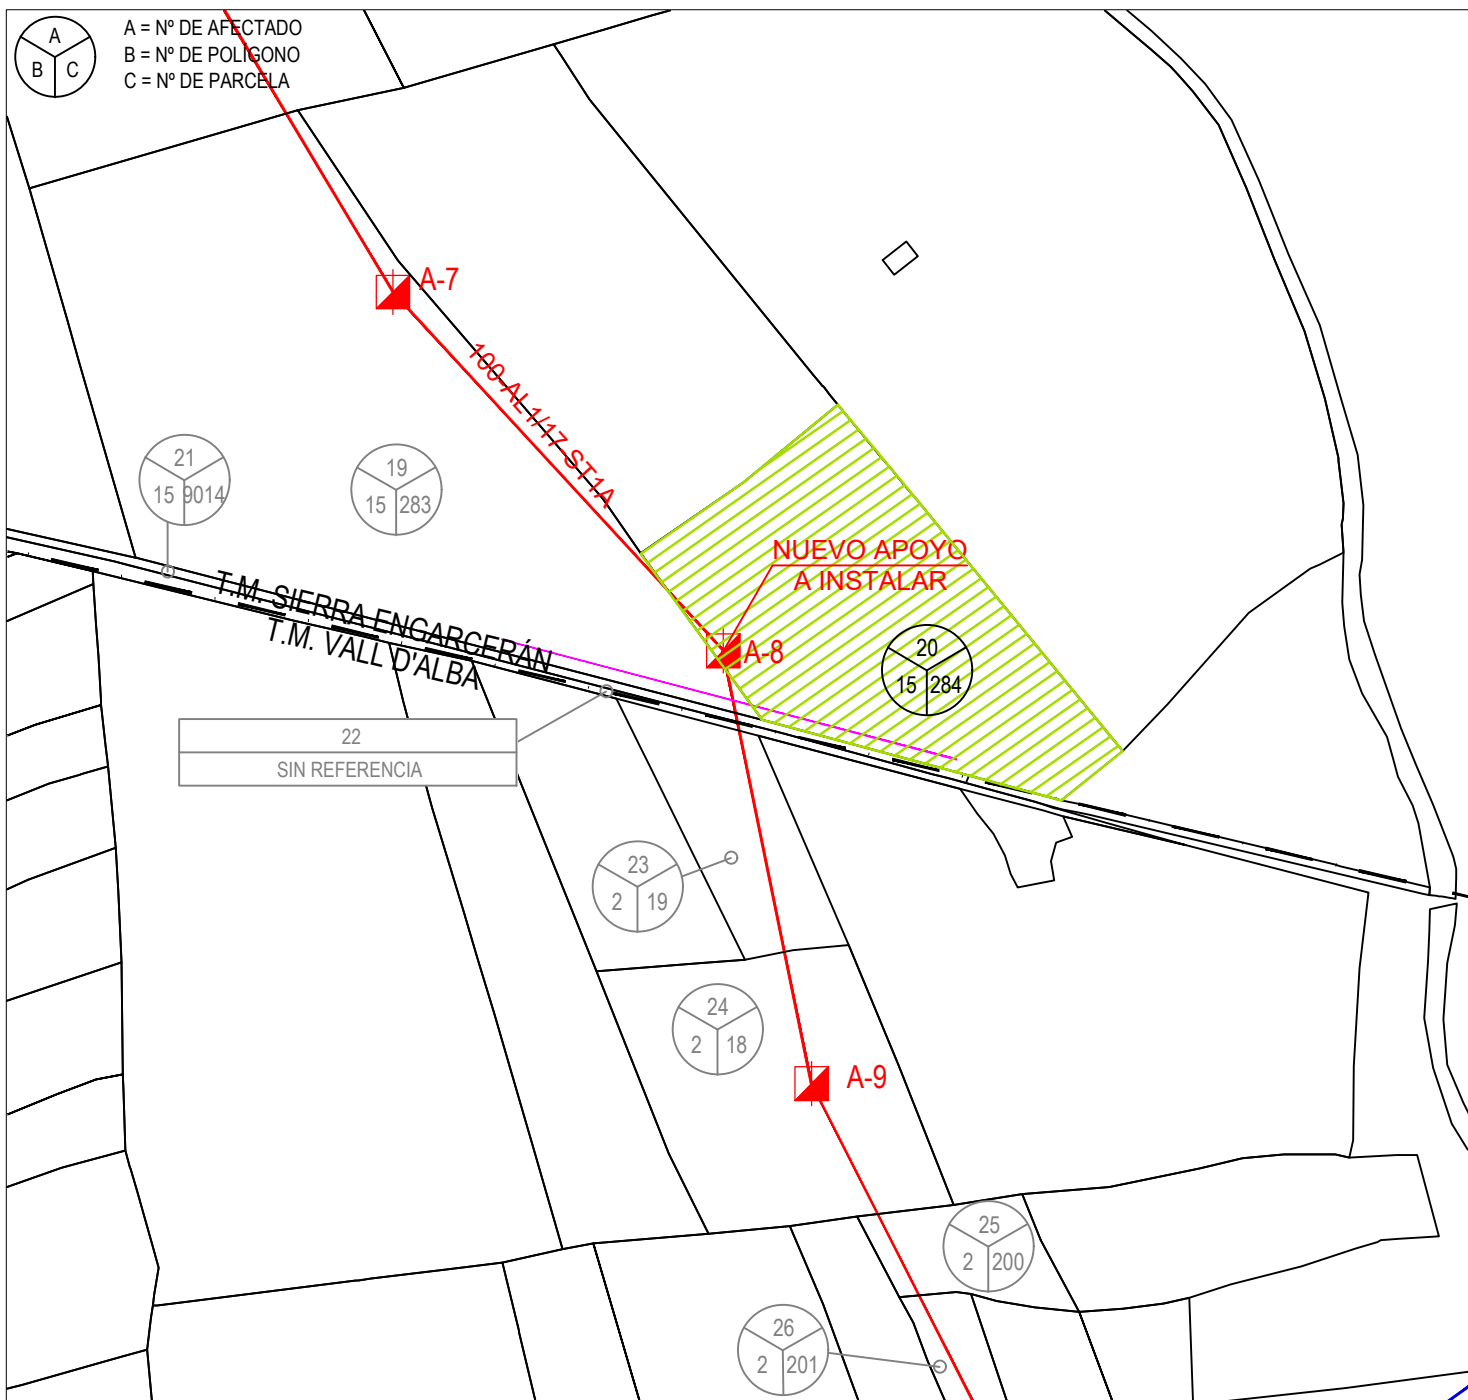 A
B
C
A = Nº DE AFECTADO
B = Nº DE POLÍGONO
C = Nº DE PARCELA
A-7
100-AL1/17-ST1A
21
15
9014
19
15
283
NUEVO APOYO
A INSTALAR
A-8
20
15
284
T.M. SIERRA ENGARCERÁN
T.M. VALL D'ALBA
22
SIN REFERENCIA
23
2
19
24
2
18
A-9
25
2
200
26
2
201